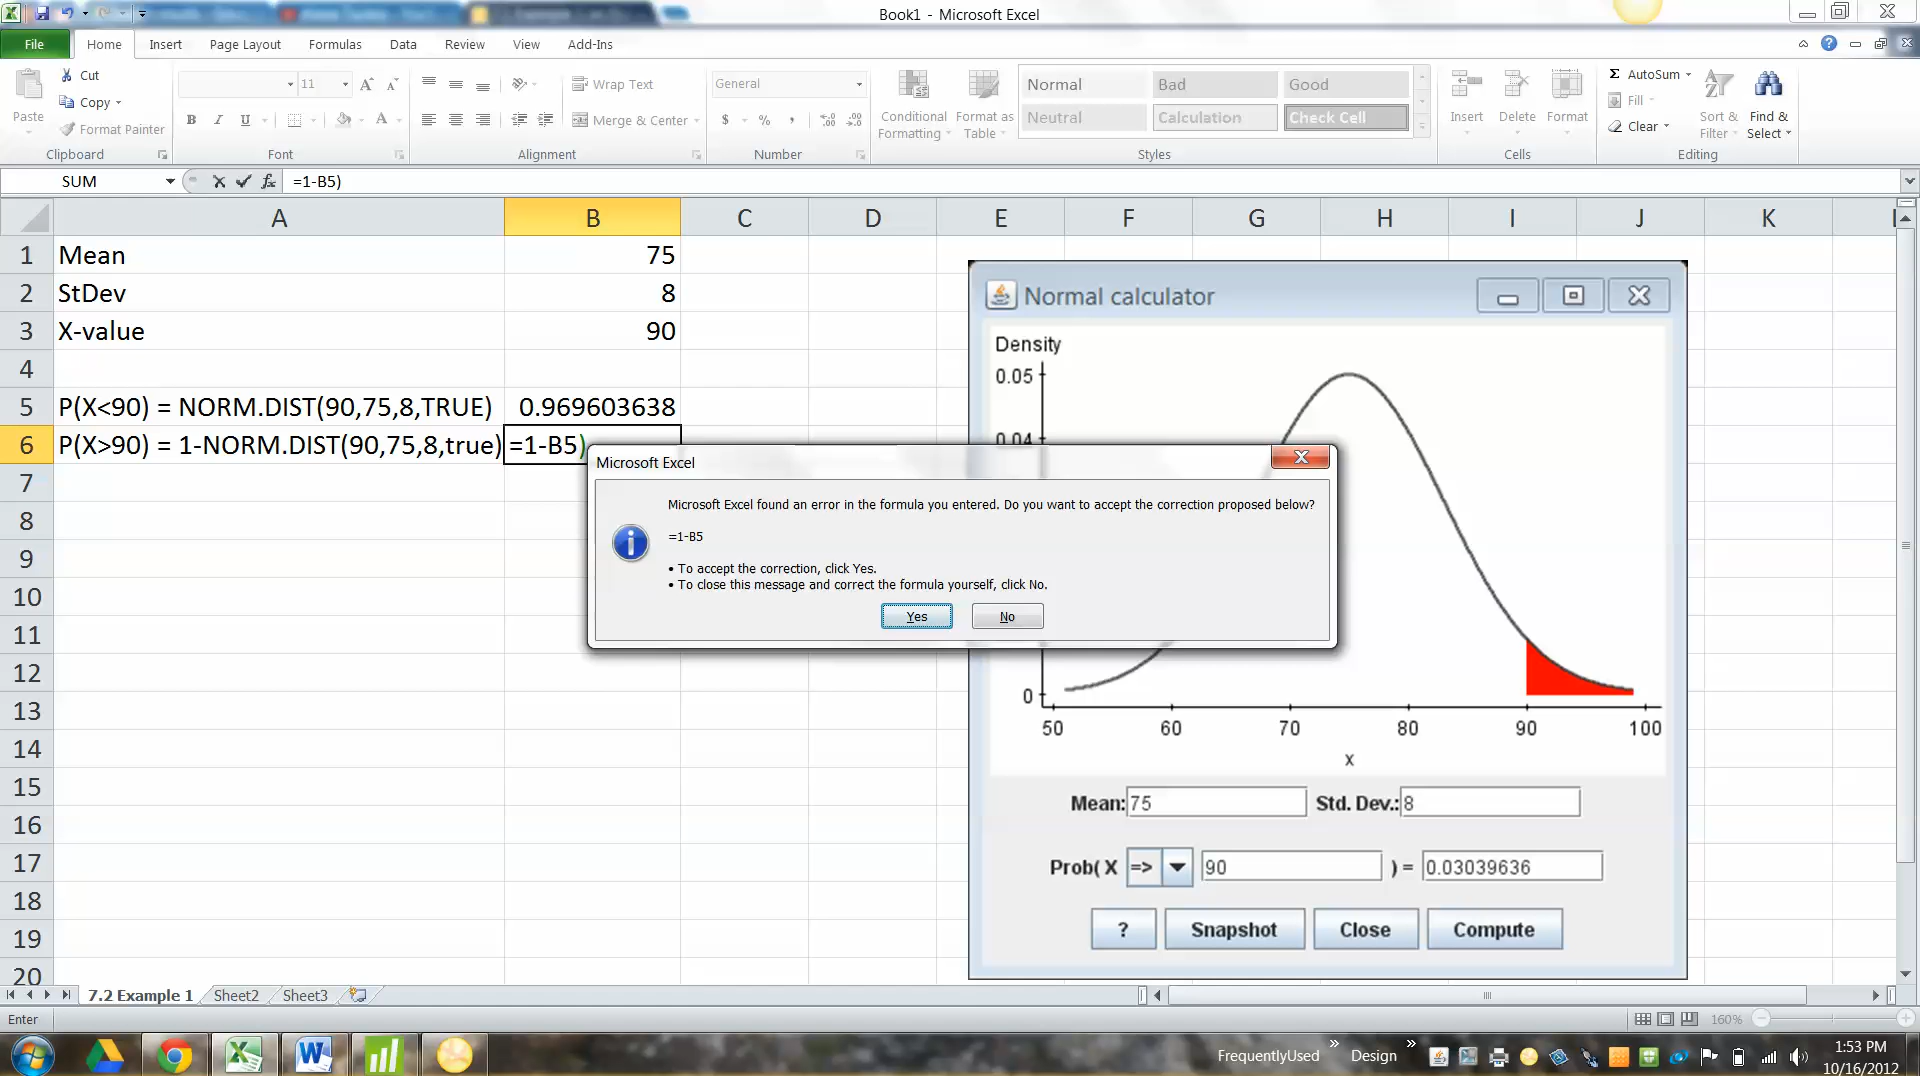 Book1 - Microsoft Excel
File Home Insert Page Layout Formulas Data Review View Add-Ins
Paste
Cut
Copy
Format Painter
Clipboard
11
B I U
Font
Wrap Text
Merge & Center
Alignment
General
$ % ,
Number
Conditional Formatting
Format as Table
Normal Bad Good
Neutral Calculation Check Cell
Styles
Insert Delete Format
Cells
Σ AutoSum
Fill
Clear
Sort & Filter
Find & Select
Editing
SUM =1-B5)
A B C D E F G H I J K
1 Mean 75
2 StDev 8
3 X-value 90
4
5 P(X<90) = NORM.DIST(90,75,8,TRUE) 0.969603638
6 P(X>90) = 1-NORM.DIST(90,75,8,true) =1-B5)
7
8
9
10
11
12
13
14
15
16
17
18
19
20
Microsoft Excel
Microsoft Excel found an error in the formula you entered. Do you want to accept the correction proposed below?
=1-B5
• To accept the correction, click Yes.
• To close this message and correct the formula yourself, click No.
Yes No
Normal calculator
Density
0.05
0.04
0
50 60 70 80 90 100
x
Mean: 75 Std. Dev.: 8
Prob( X => 90 ) = 0.03039636
? Snapshot Close Compute
7.2 Example 1 Sheet2 Sheet3
Enter
160%
FrequentlyUsed » Design »
1:53 PM
10/16/2012